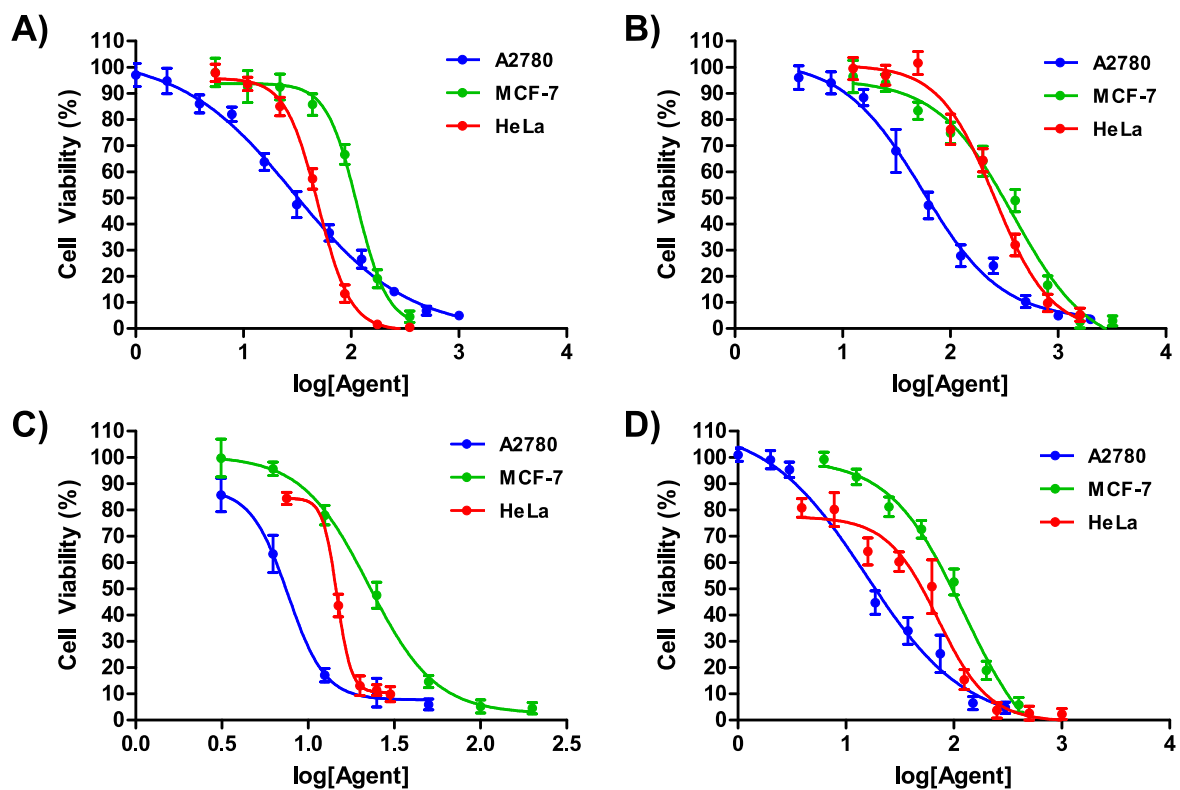 A)
110
100
90
80
70
60
50
40
30
20
10
0
Cell Viability (%)
0
1
2
3
4
log[Agent]
A2780
MCF-7
HeLa
B)
110
100
90
80
70
60
50
40
30
20
10
0
Cell Viability (%)
0
1
2
3
4
log[Agent]
A2780
MCF-7
HeLa
C)
110
100
90
80
70
60
50
40
30
20
10
0
Cell Viability (%)
0.0
0.5
1.0
1.5
2.0
2.5
log[Agent]
A2780
MCF-7
HeLa
D)
110
100
90
80
70
60
50
40
30
20
10
0
Cell Viability (%)
0
1
2
3
4
log[Agent]
A2780
MCF-7
HeLa